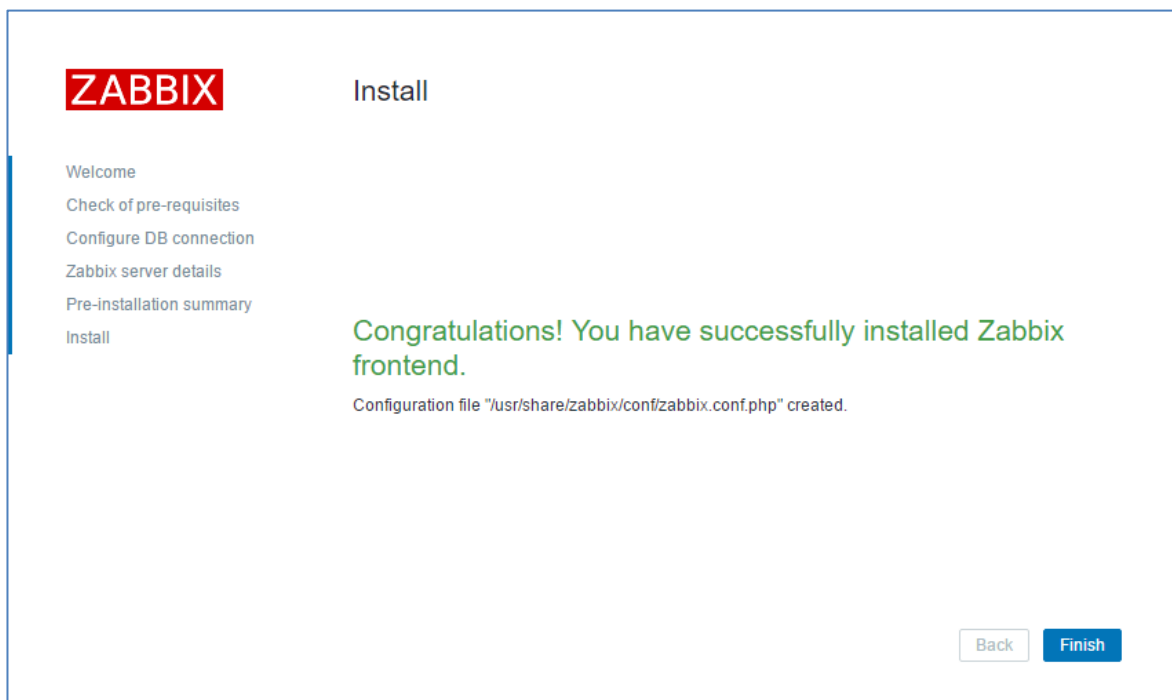 ZABBIX
Install
Welcome
Check of pre-requisites
Configure DB connection
Zabbix server details
Pre-installation summary
Install
Congratulations! You have successfully installed Zabbix
frontend.
Configuration file "/usr/share/zabbix/conf/zabbix.conf.php" created.
Back
Finish